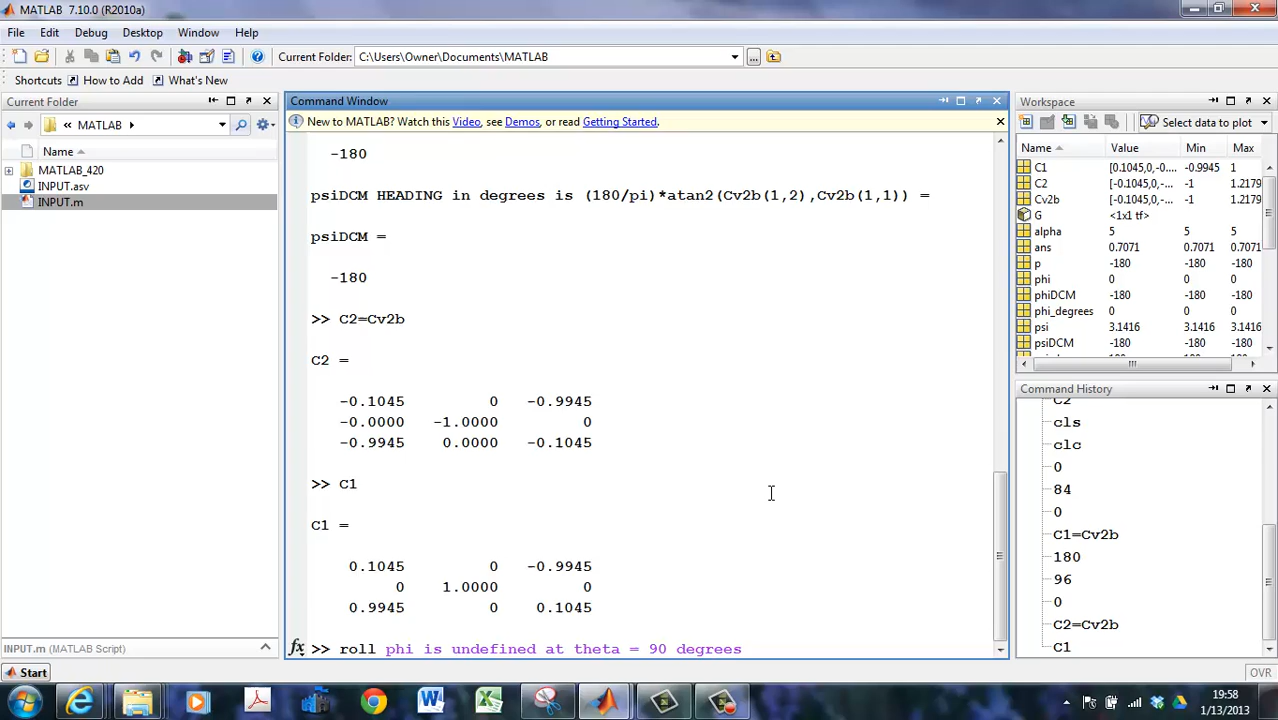 MATLAB 7.10.0 (R2010a)
File Edit Debug Desktop Window Help
Current Folder: C:\Users\Owner\Documents\MATLAB ...
Shortcuts How to Add What's New
Current Folder
« MATLAB
Name
MATLAB_420
INPUT.asv
INPUT.m
INPUT.m (MATLAB Script)
Command Window
New to MATLAB? Watch this Video, see Demos, or read Getting Started.
-180
psiDCM HEADING in degrees is (180/pi)*atan2(Cv2b(1,2),Cv2b(1,1)) =
psiDCM =
-180
>> C2=Cv2b
C2 =
-0.1045 0 -0.9945
-0.0000 -1.0000 0
-0.9945 0.0000 -0.1045
>> C1
C1 =
0.1045 0 -0.9945
0 1.0000 0
0.9945 0 0.1045
fx >> roll phi is undefined at theta = 90 degrees
Workspace
Select data to plot
Name Value Min Max
C1 [0.1045,0,-0.... -0.9945 1
C2 [-0.1045,0,-... -1 1.2179
Cv2b [-0.1045,0,-... -1 1.2179
G <1x1 tf>
alpha 5 5 5
ans 0.7071 0.7071 0.7071
p -180 -180 -180
phi 0 0 0
phiDCM -180 -180 -180
phi_degrees 0 0 0
psi 3.1416 3.1416 3.1416
psiDCM -180 -180 -180
Command History
C2
cls
clc
0
84
0
C1=Cv2b
180
96
0
C2=Cv2b
C1
Start
OVR
19:58
1/13/2013